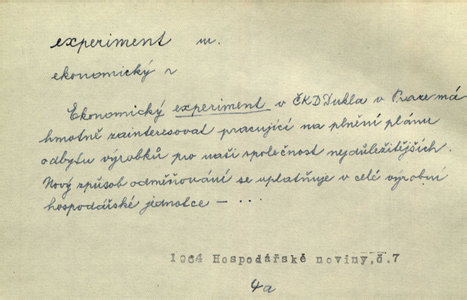 experiment m.
ekonomický ~
Ekonomický experiment v ČKD Dukla v Praze má
hmotně zainteresovat pracující na plnění plánu
odbytu výrobků pro naši společnost nejdůležitějších.
Nový způsob odměňování se uplatňuje v celé výrobní
hospodářské jednotce – ...
1964 Hospodářské noviny,č.7
4a